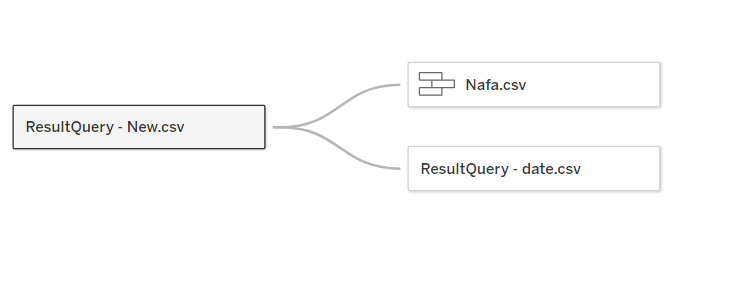 Nafa.csv
ResultQuery - New.csv
ResultQuery - date.csv